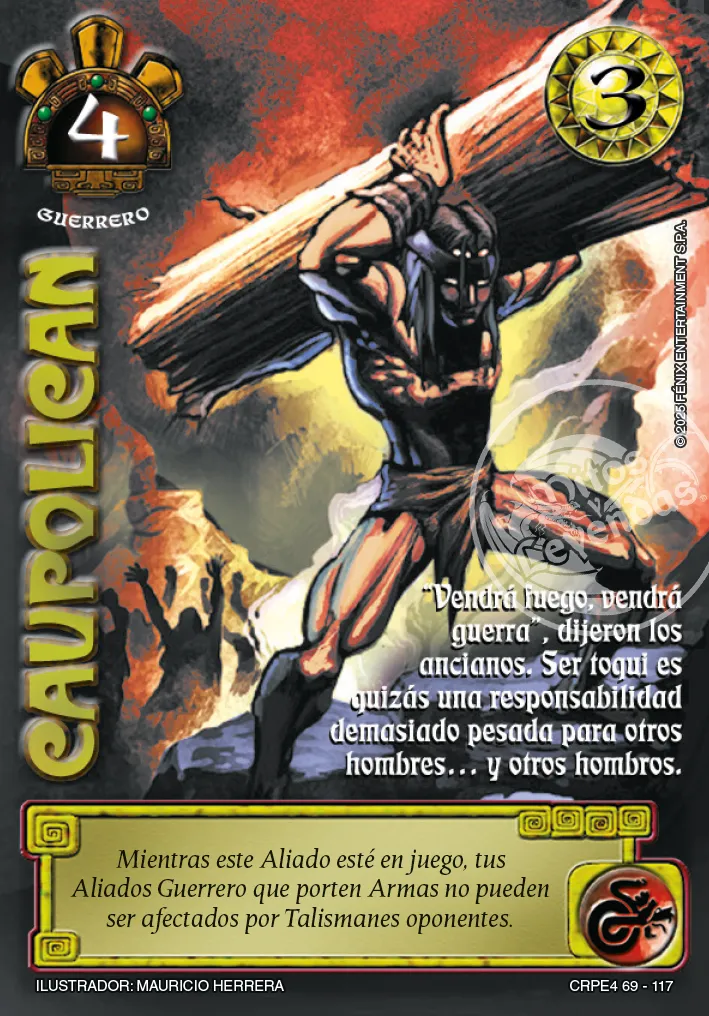 4
3
GUERRERO
CAUPOLICAN
© 2025 FÉNIX ENTERTAINMENT S.P.A.
mitos
leyendas
“Vendrá fuego, vendrá
guerra”, dijeron los
ancianos. Ser toqui es
quizás una responsabilidad
demasiado pesada para otros
hombres... y otros hombros.
Mientras este Aliado esté en juego, tus
Aliados Guerrero que porten Armas no pueden
ser afectados por Talismanes oponentes.
ILUSTRADOR: MAURICIO HERRERA
CRPE4 69 - 117